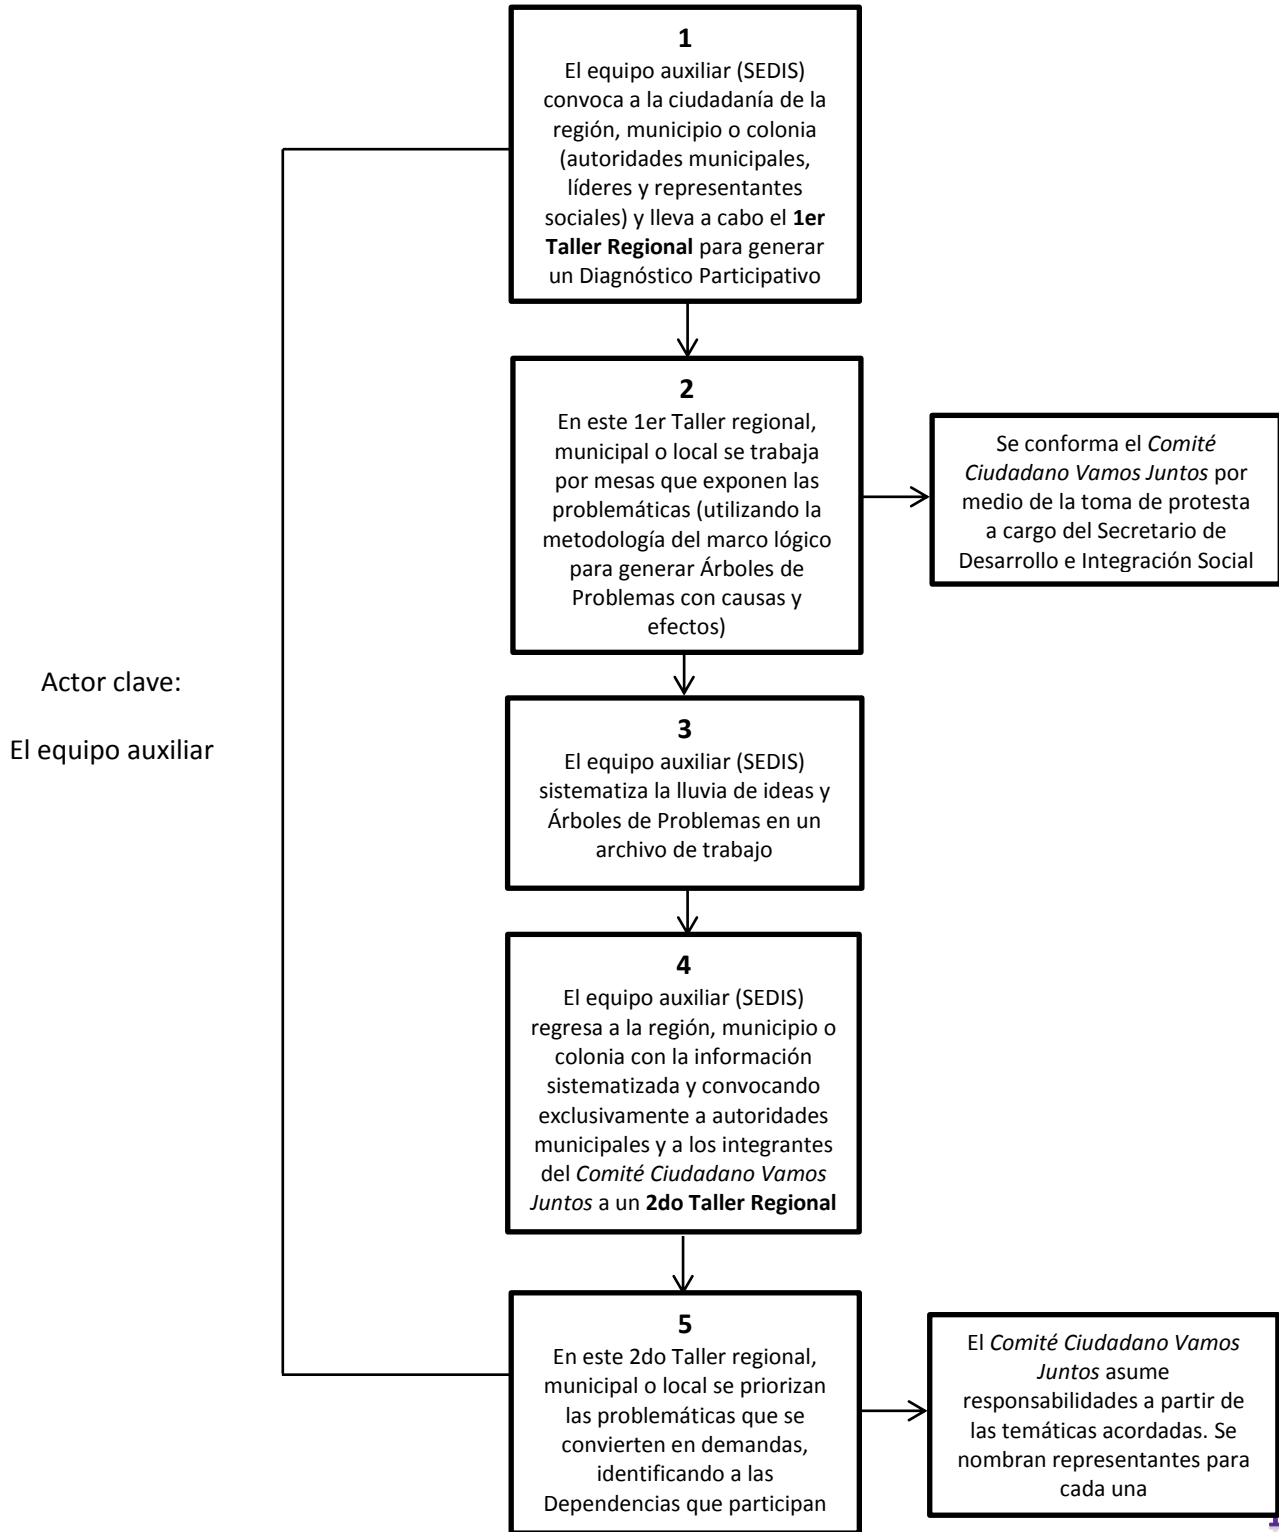 1
El equipo auxiliar (SEDIS)
convoca a la ciudadanía de la
región, municipio o colonia
(autoridades municipales,
líderes y representantes
sociales) y lleva a cabo el 1er
Taller Regional para generar
un Diagnóstico Participativo
2
En este 1er Taller regional,
municipal o local se trabaja
por mesas que exponen las
problemáticas (utilizando la
metodología del marco lógico
para generar Árboles de
Problemas con causas y
efectos)
Se conforma el Comité
Ciudadano Vamos Juntos por
medio de la toma de protesta
a cargo del Secretario de
Desarrollo e Integración Social
Actor clave:
El equipo auxiliar
3
El equipo auxiliar (SEDIS)
sistematiza la lluvia de ideas y
Árboles de Problemas en un
archivo de trabajo
4
El equipo auxiliar (SEDIS)
regresa a la región, municipio o
colonia con la información
sistematizada y convocando
exclusivamente a autoridades
municipales y a los integrantes
del Comité Ciudadano Vamos
Juntos a un 2do Taller Regional
5
En este 2do Taller regional,
municipal o local se priorizan
las problemáticas que se
convierten en demandas,
identificando a las
Dependencias que participan
El Comité Ciudadano Vamos
Juntos asume
responsabilidades a partir de
las temáticas acordadas. Se
nombran representantes para
cada una